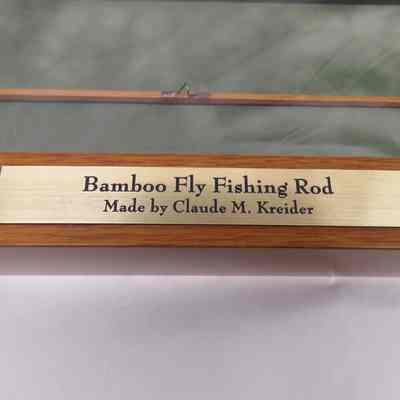 Bamboo Fly Fishing Rod
Made by Claude M. Kreider